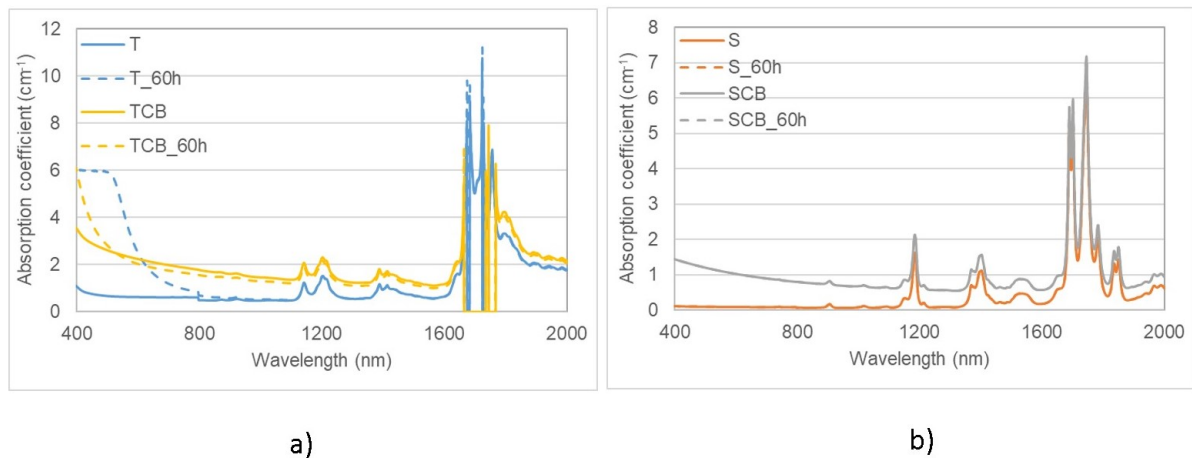 12
10
8
6
4
2
0
Absorption coefficient (cm⁻¹)
T
T_60h
TCB
TCB_60h
400 800 1200 1600 2000
Wavelength (nm)
a)
8
7
6
5
4
3
2
1
0
Absorption coefficient (cm⁻¹)
S
S_60h
SCB
SCB_60h
400 800 1200 1600 2000
Wavelength (nm)
b)